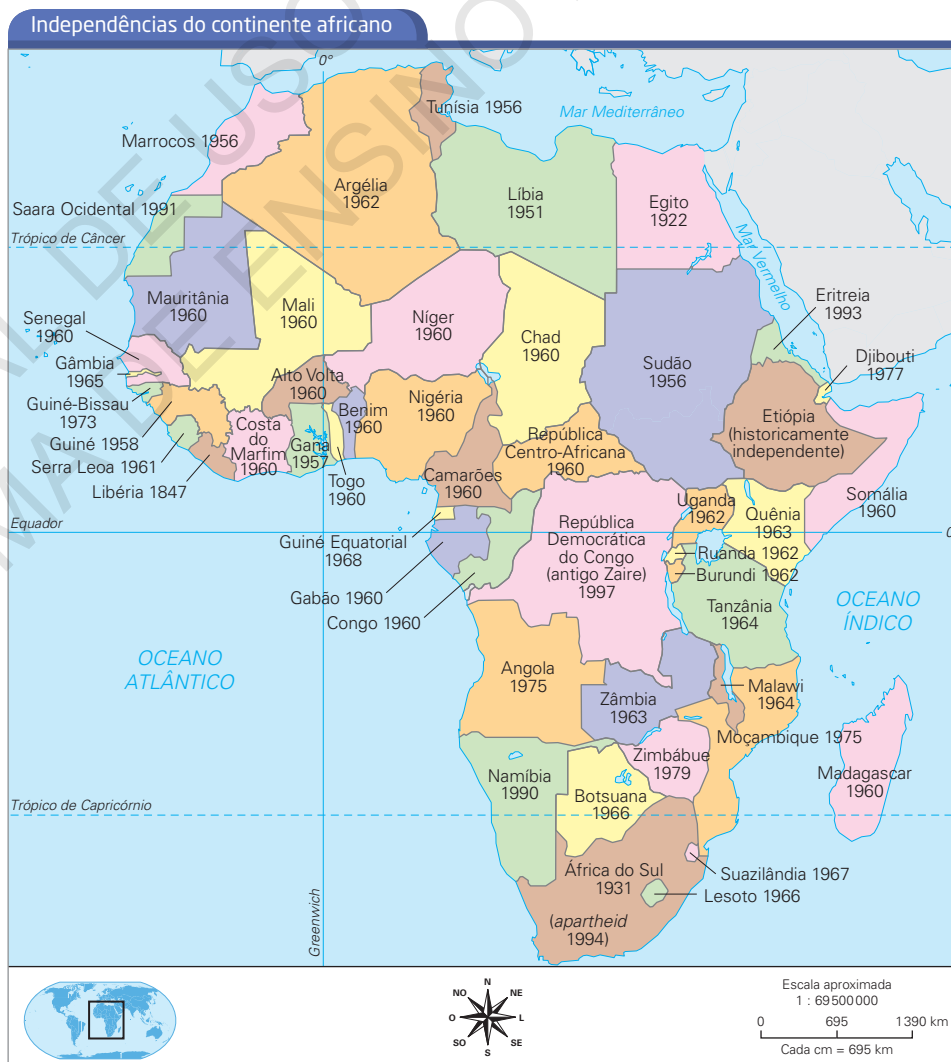 Independências do continente africano
0°
Mar Mediterrâneo
Tunísia 1956
Marrocos 1956
Argélia
1962
Líbia
1951
Egito
1922
Saara Ocidental 1991
Trópico de Câncer
Mar Vermelho
Mauritânia
1960
Mali
1960
Níger
1960
Chad
1960
Sudão
1956
Eritreia
1993
Djibouti
1977
Senegal
1960
Gâmbia
1965
Guiné-Bissau
1973
Guiné 1958
Serra Leoa 1961
Libéria 1847
Alto Volta
1960
Costa
do
Marfim
1960
Gana
1957
Togo
1960
Benim
1960
Nigéria
1960
Camarões
1960
República
Centro-Africana
1960
Etiópia
(historicamente
independente)
Somália
1960
Equador
0
Uganda
1962
Quênia
1963
Guiné Equatorial
1968
Gabão 1960
Congo 1960
República
Democrática
do Congo
(antigo Zaire)
1997
Ruanda 1962
Burundi 1962
Tanzânia
1964
OCEANO
ÍNDICO
OCEANO
ATLÂNTICO
Angola
1975
Zâmbia
1963
Malawi
1964
Moçambique 1975
Zimbábue
1979
Madagascar
1960
Namíbia
1990
Botsuana
1966
Trópico de Capricórnio
África do Sul
1931
(apartheid
1994)
Suazilândia 1967
Lesoto 1966
Greenwich
N
NO
NE
O
L
SO
SE
S
Escala aproximada
1 : 69 500 000
0 695 1 390 km
Cada cm = 695 km
DE USO
MA DE ENSINO